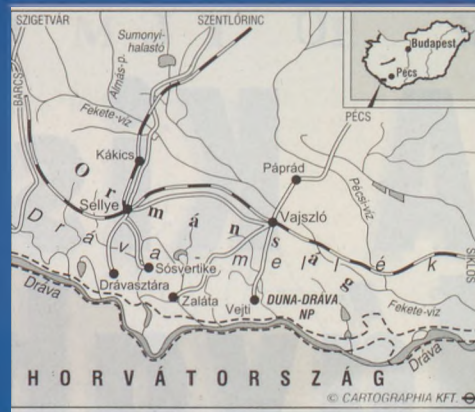 SZIGETVÁR
SZENTLŐRINC
Sumonyi-
halastó
Budapest
Pécs
BARCS
Almás-p.
Fekete-víz
PÉCS
Kákics
Páprád
Pécsi-víz
Ormánság
Sellye
Vajszló
Drávamellék
Sósvertike
Drávasztára
Zaláta
Vejti
DUNA-DRÁVA
NP
SIKLÓS
Fekete-víz
Dráva
Dráva
HORVÁTORSZÁG
© CARTOGRAPHIA KFT.